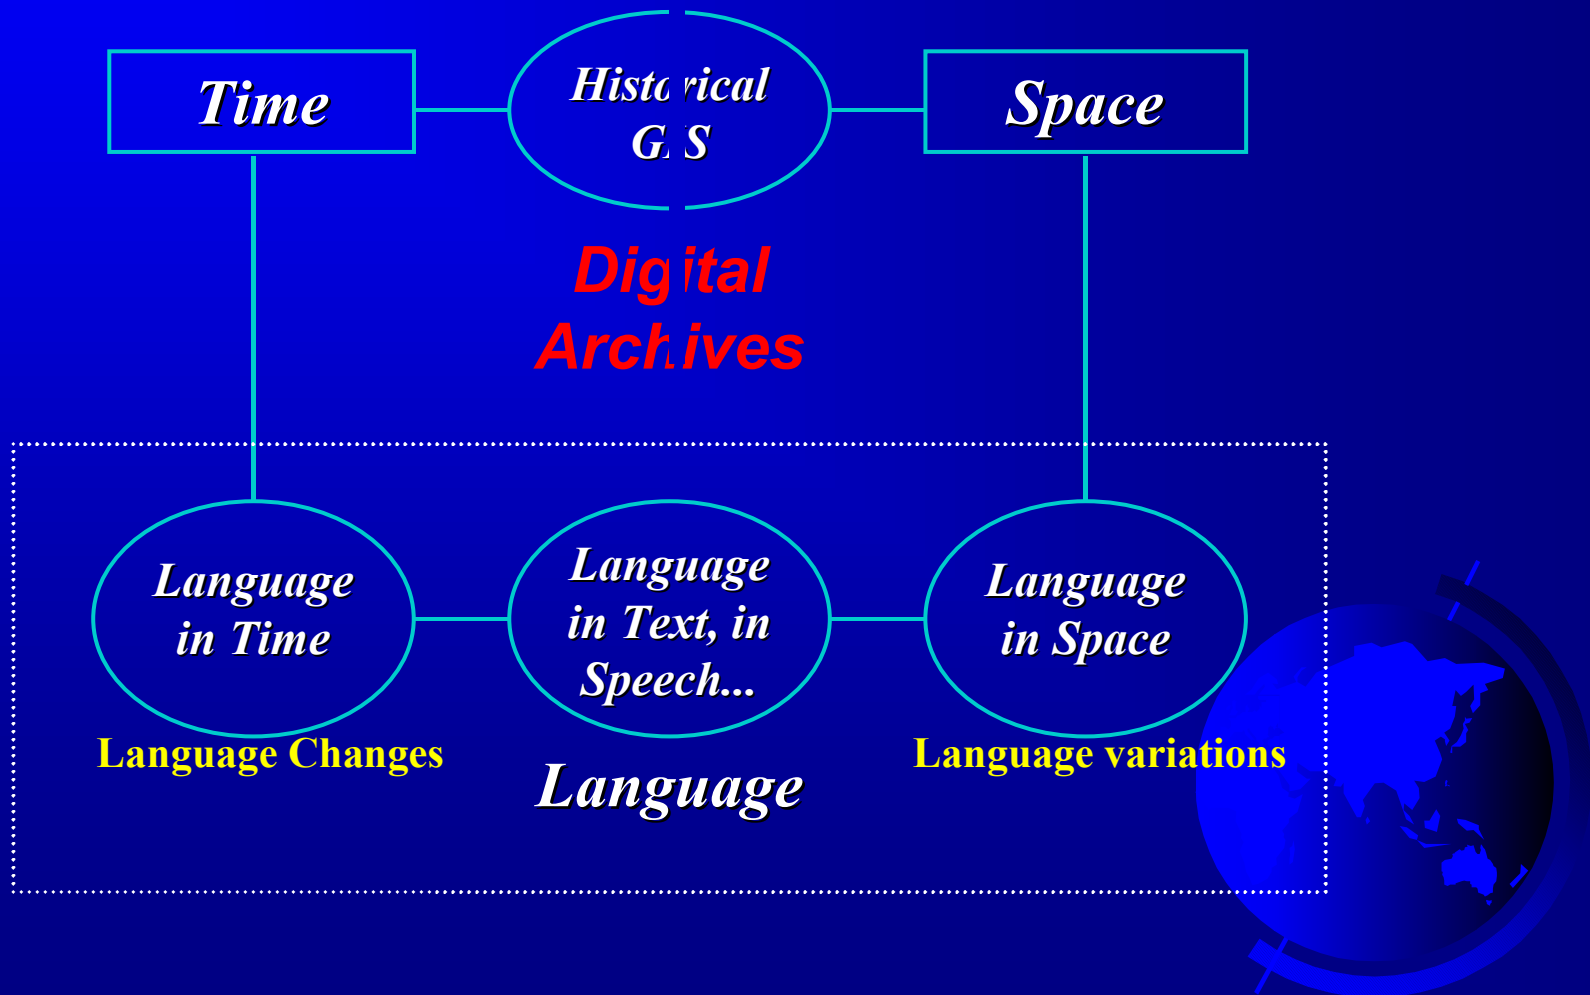 Time
Historical
GIS
Space
Digital
Archives
Language
in Time
Language
in Text, in
Speech...
Language
in Space
Language Changes
Language
Language variations